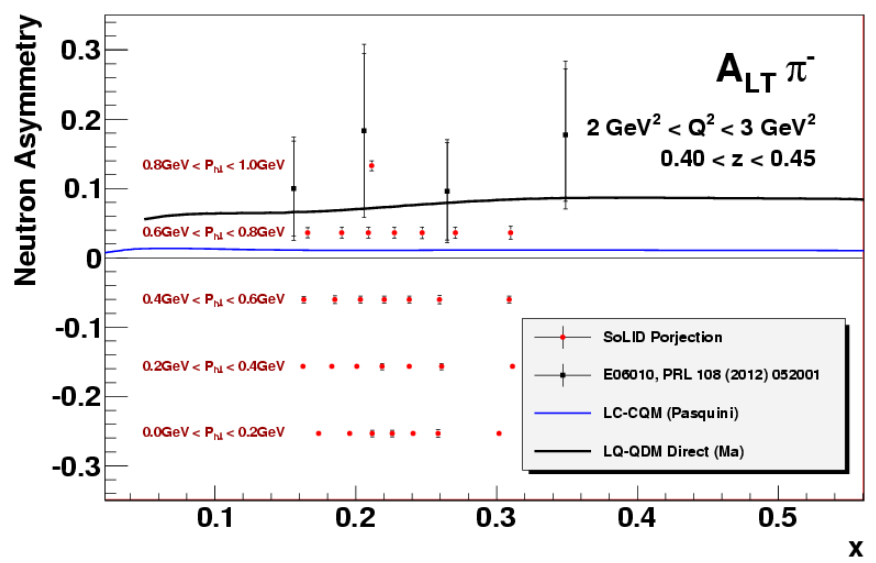 Neutron Asymmetry
0.3
0.2
0.1
0
-0.1
-0.2
-0.3
A_LT π⁻
2 GeV² < Q² < 3 GeV²
0.40 < z < 0.45
0.8GeV < P_h⊥ < 1.0GeV
0.6GeV < P_h⊥ < 0.8GeV
0.4GeV < P_h⊥ < 0.6GeV
0.2GeV < P_h⊥ < 0.4GeV
0.0GeV < P_h⊥ < 0.2GeV
SoLID Porjection
E06010, PRL 108 (2012) 052001
LC-CQM (Pasquini)
LQ-QDM Direct (Ma)
0.1 0.2 0.3 0.4 0.5
x